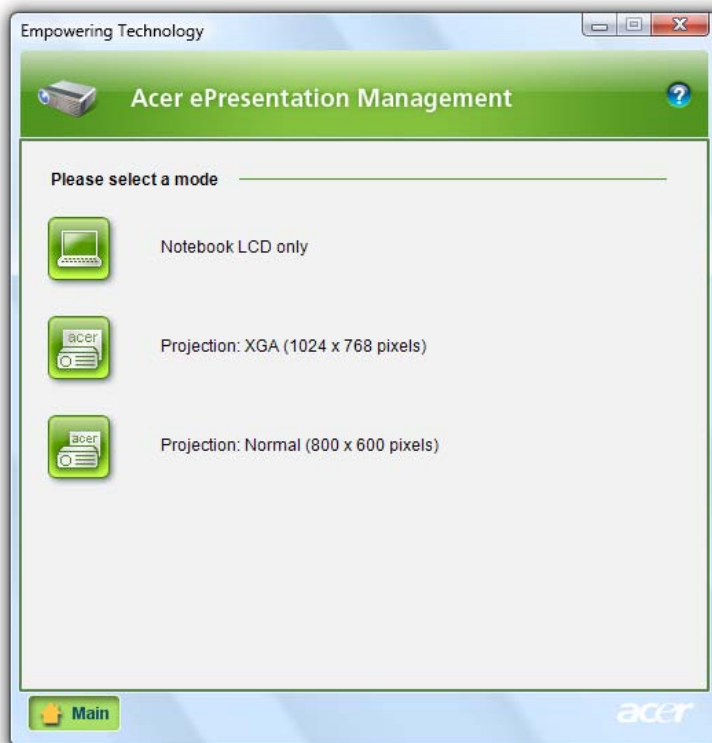 Empowering Technology
Acer ePresentation Management
?
Please select a mode
Notebook LCD only
acer
Projection: XGA (1024 x 768 pixels)
acer
Projection: Normal (800 x 600 pixels)
Main
acer